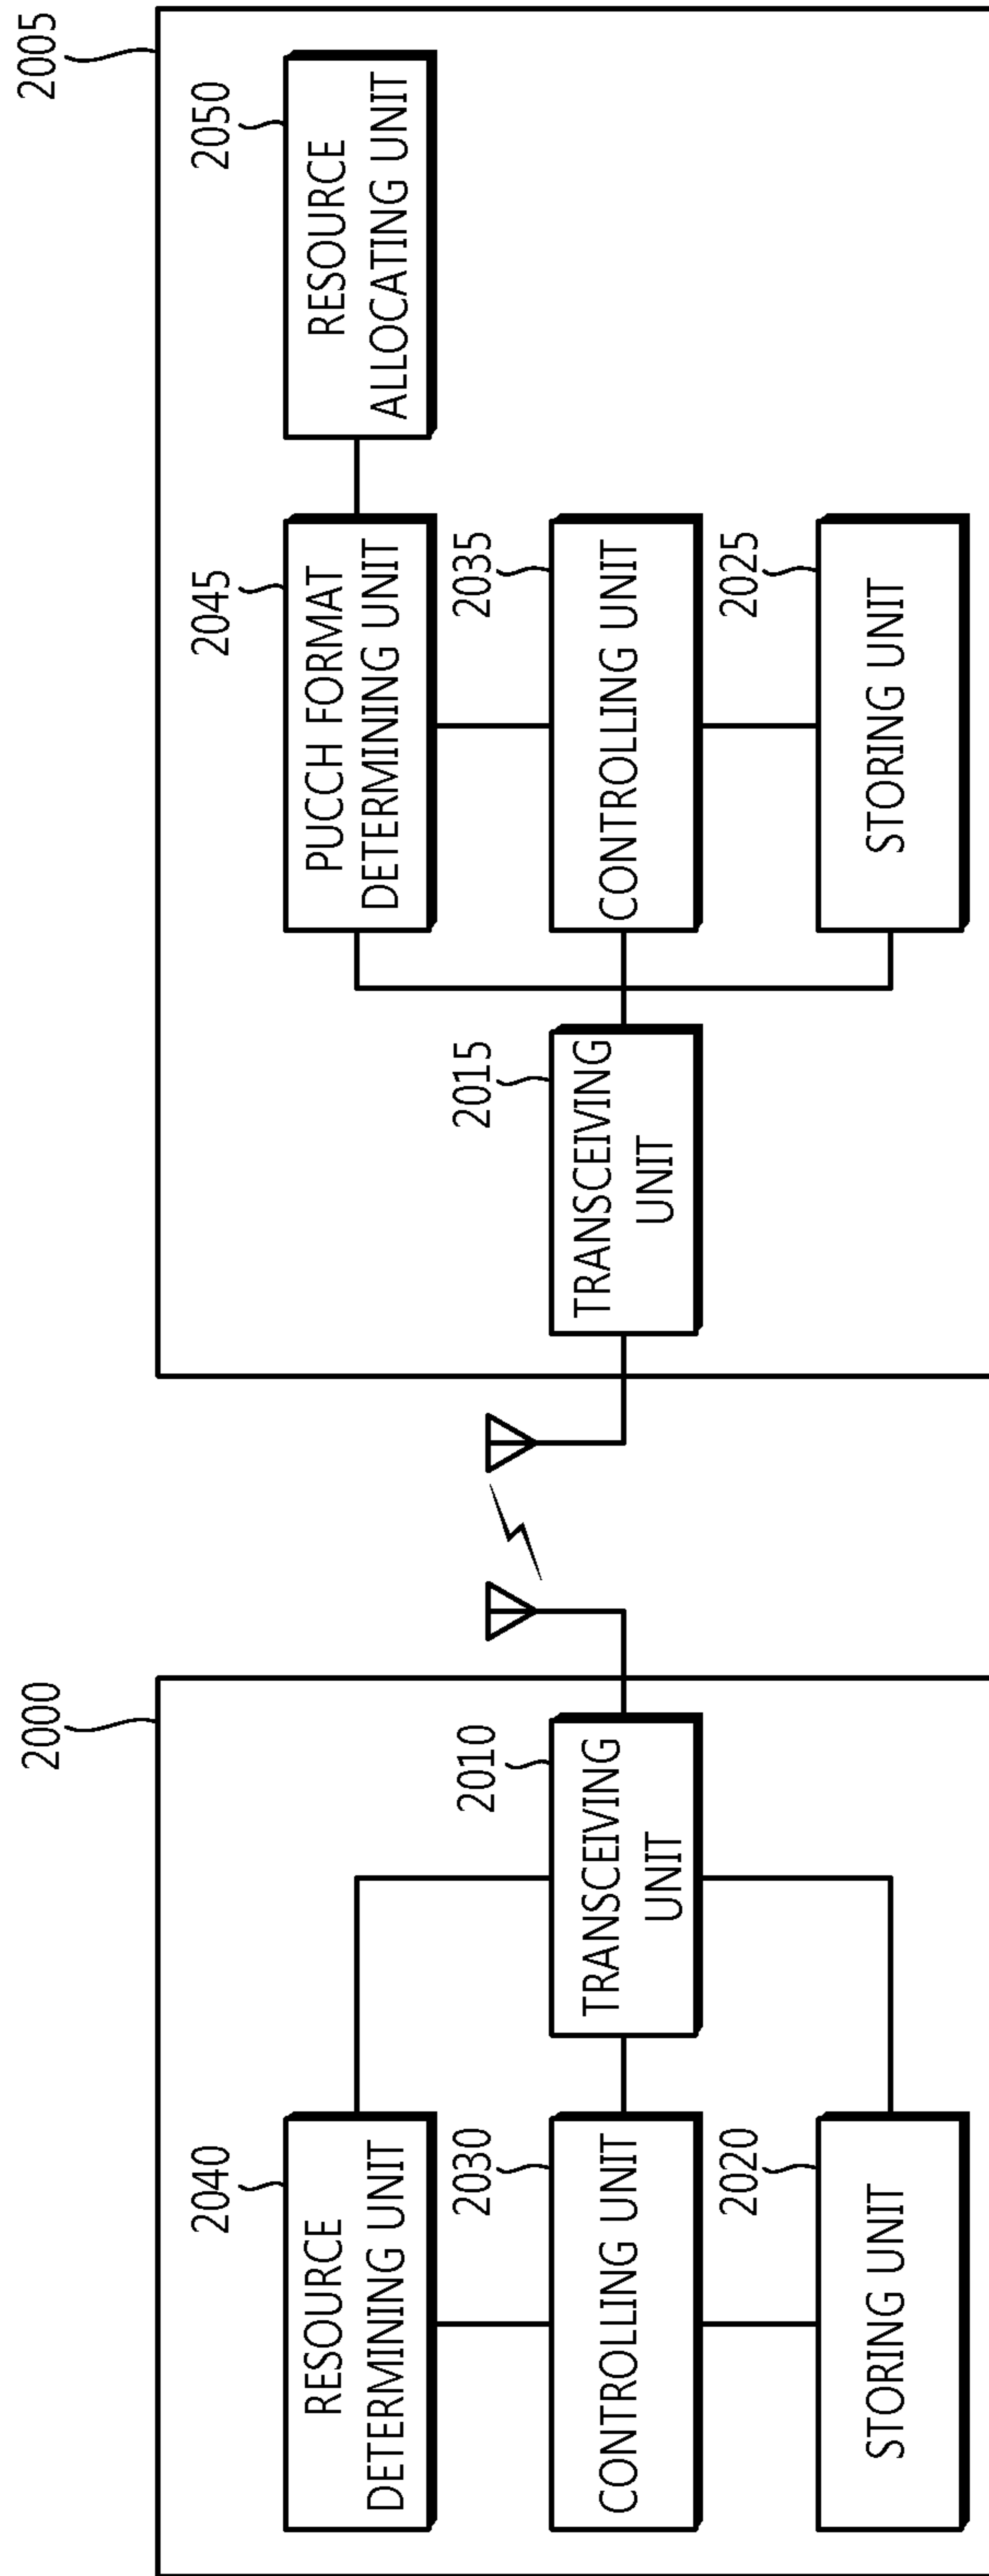 2000
2040
RESOURCE
DETERMINING UNIT
2030
CONTROLLING UNIT
2020
STORING UNIT
2010
TRANSCEIVING
UNIT
2005
2015
TRANSCEIVING
UNIT
2045
PUCCH FORMAT
DETERMINING UNIT
2035
CONTROLLING UNIT
2025
STORING UNIT
2050
RESOURCE
ALLOCATING UNIT